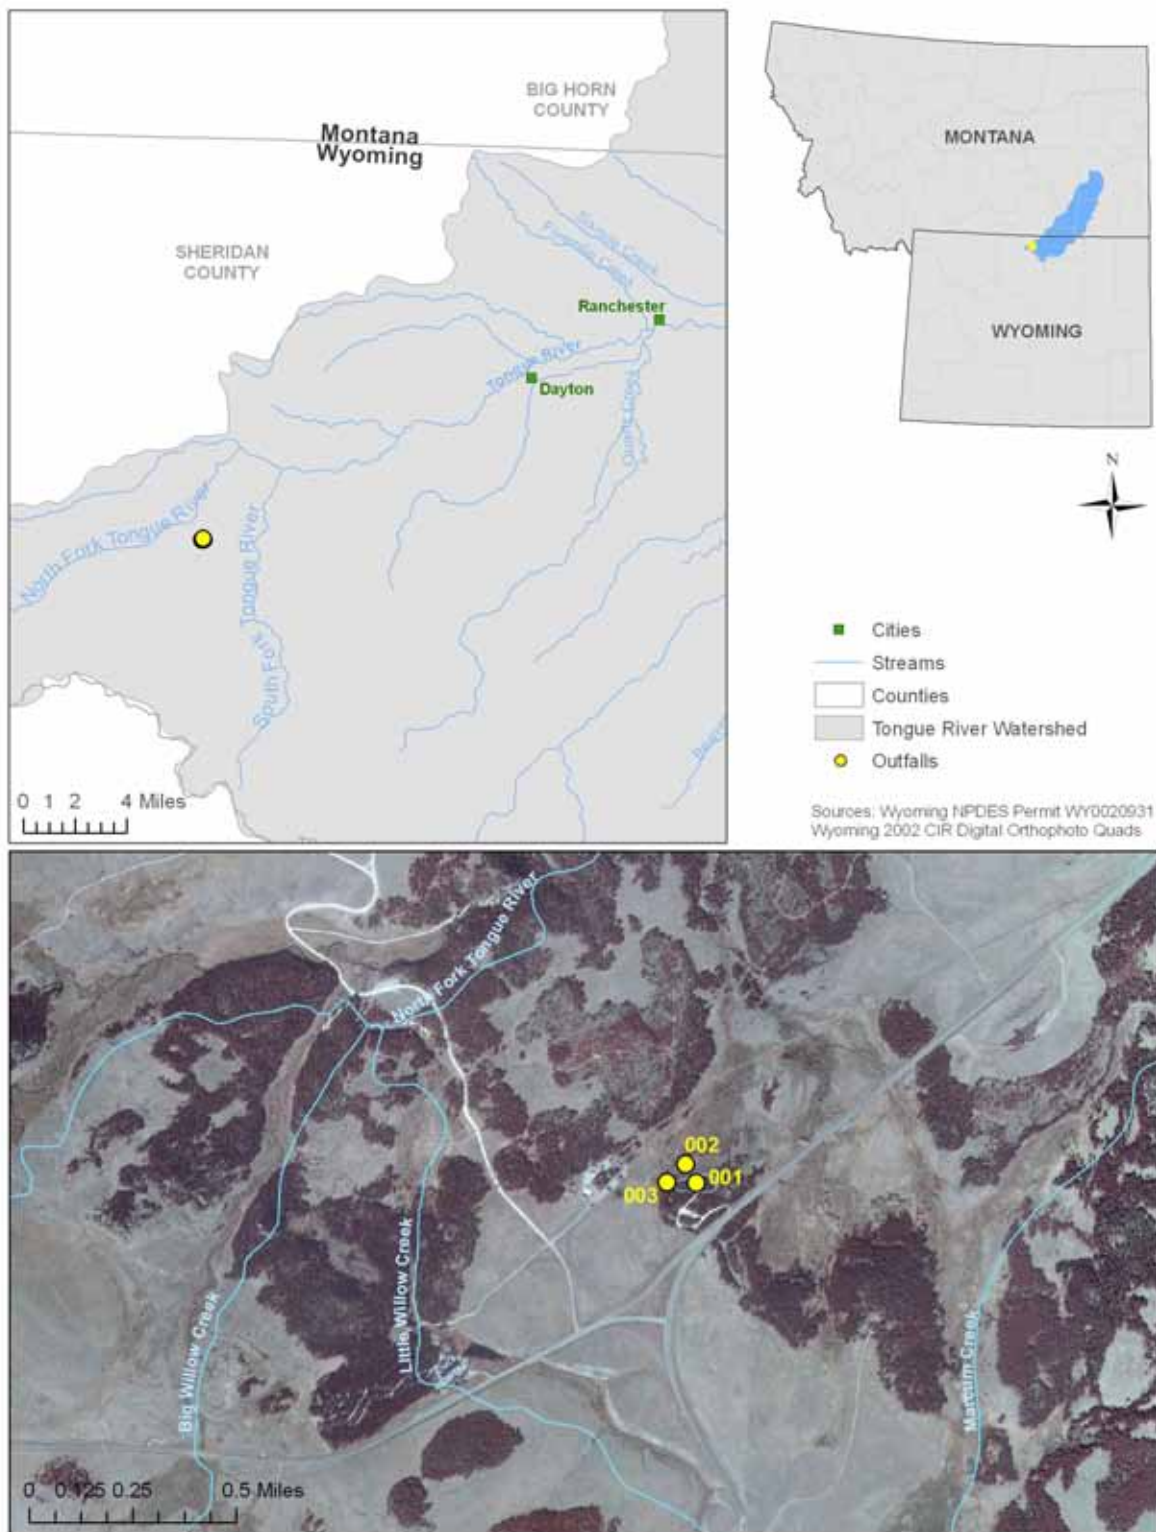 BIG HORN
COUNTY
Montana
Wyoming
SHERIDAN
COUNTY
Ranchester
Tongue River
Dayton
North Fork Tongue River
South Fork Tongue River
0 1 2 4 Miles
MONTANA
WYOMING
N
Cities
Streams
Counties
Tongue River Watershed
Outfalls
Sources: Wyoming NPDES Permit WY0020931
Wyoming 2002 CIR Digital Orthophoto Quads
North Fork Tongue River
002
001
003
Little Willow Creek
Big Willow Creek
Marcum Creek
0 0.125 0.25 0.5 Miles